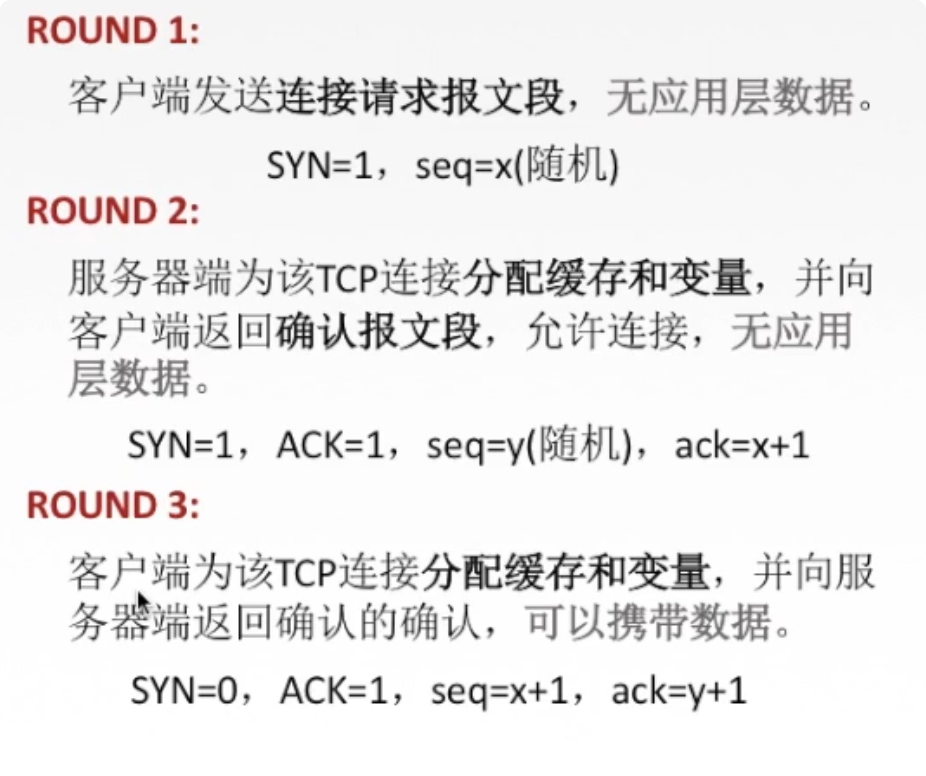 ROUND 1:
客户端发送连接请求报文段，无应用层数据。
SYN=1，seq=x(随机)
ROUND 2:
服务器端为该TCP连接分配缓存和变量，并向
客户端返回确认报文段，允许连接，无应用
层数据。
SYN=1，ACK=1，seq=y(随机)，ack=x+1
ROUND 3:
客户端为该TCP连接分配缓存和变量，并向服
务器端返回确认的确认，可以携带数据。
SYN=0，ACK=1，seq=x+1，ack=y+1